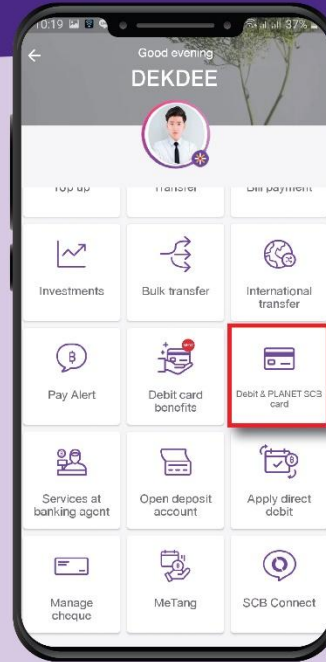 10:19
37%
Good evening
DEKDEE
Top up
Transfer
Bill payment
Investments
Bulk transfer
International
transfer
฿
Pay Alert
Debit card
benefits
Debit & PLANET SCB
card
Services at
banking agent
Open deposit
account
Apply direct
debit
Manage
cheque
MeTang
SCB Connect